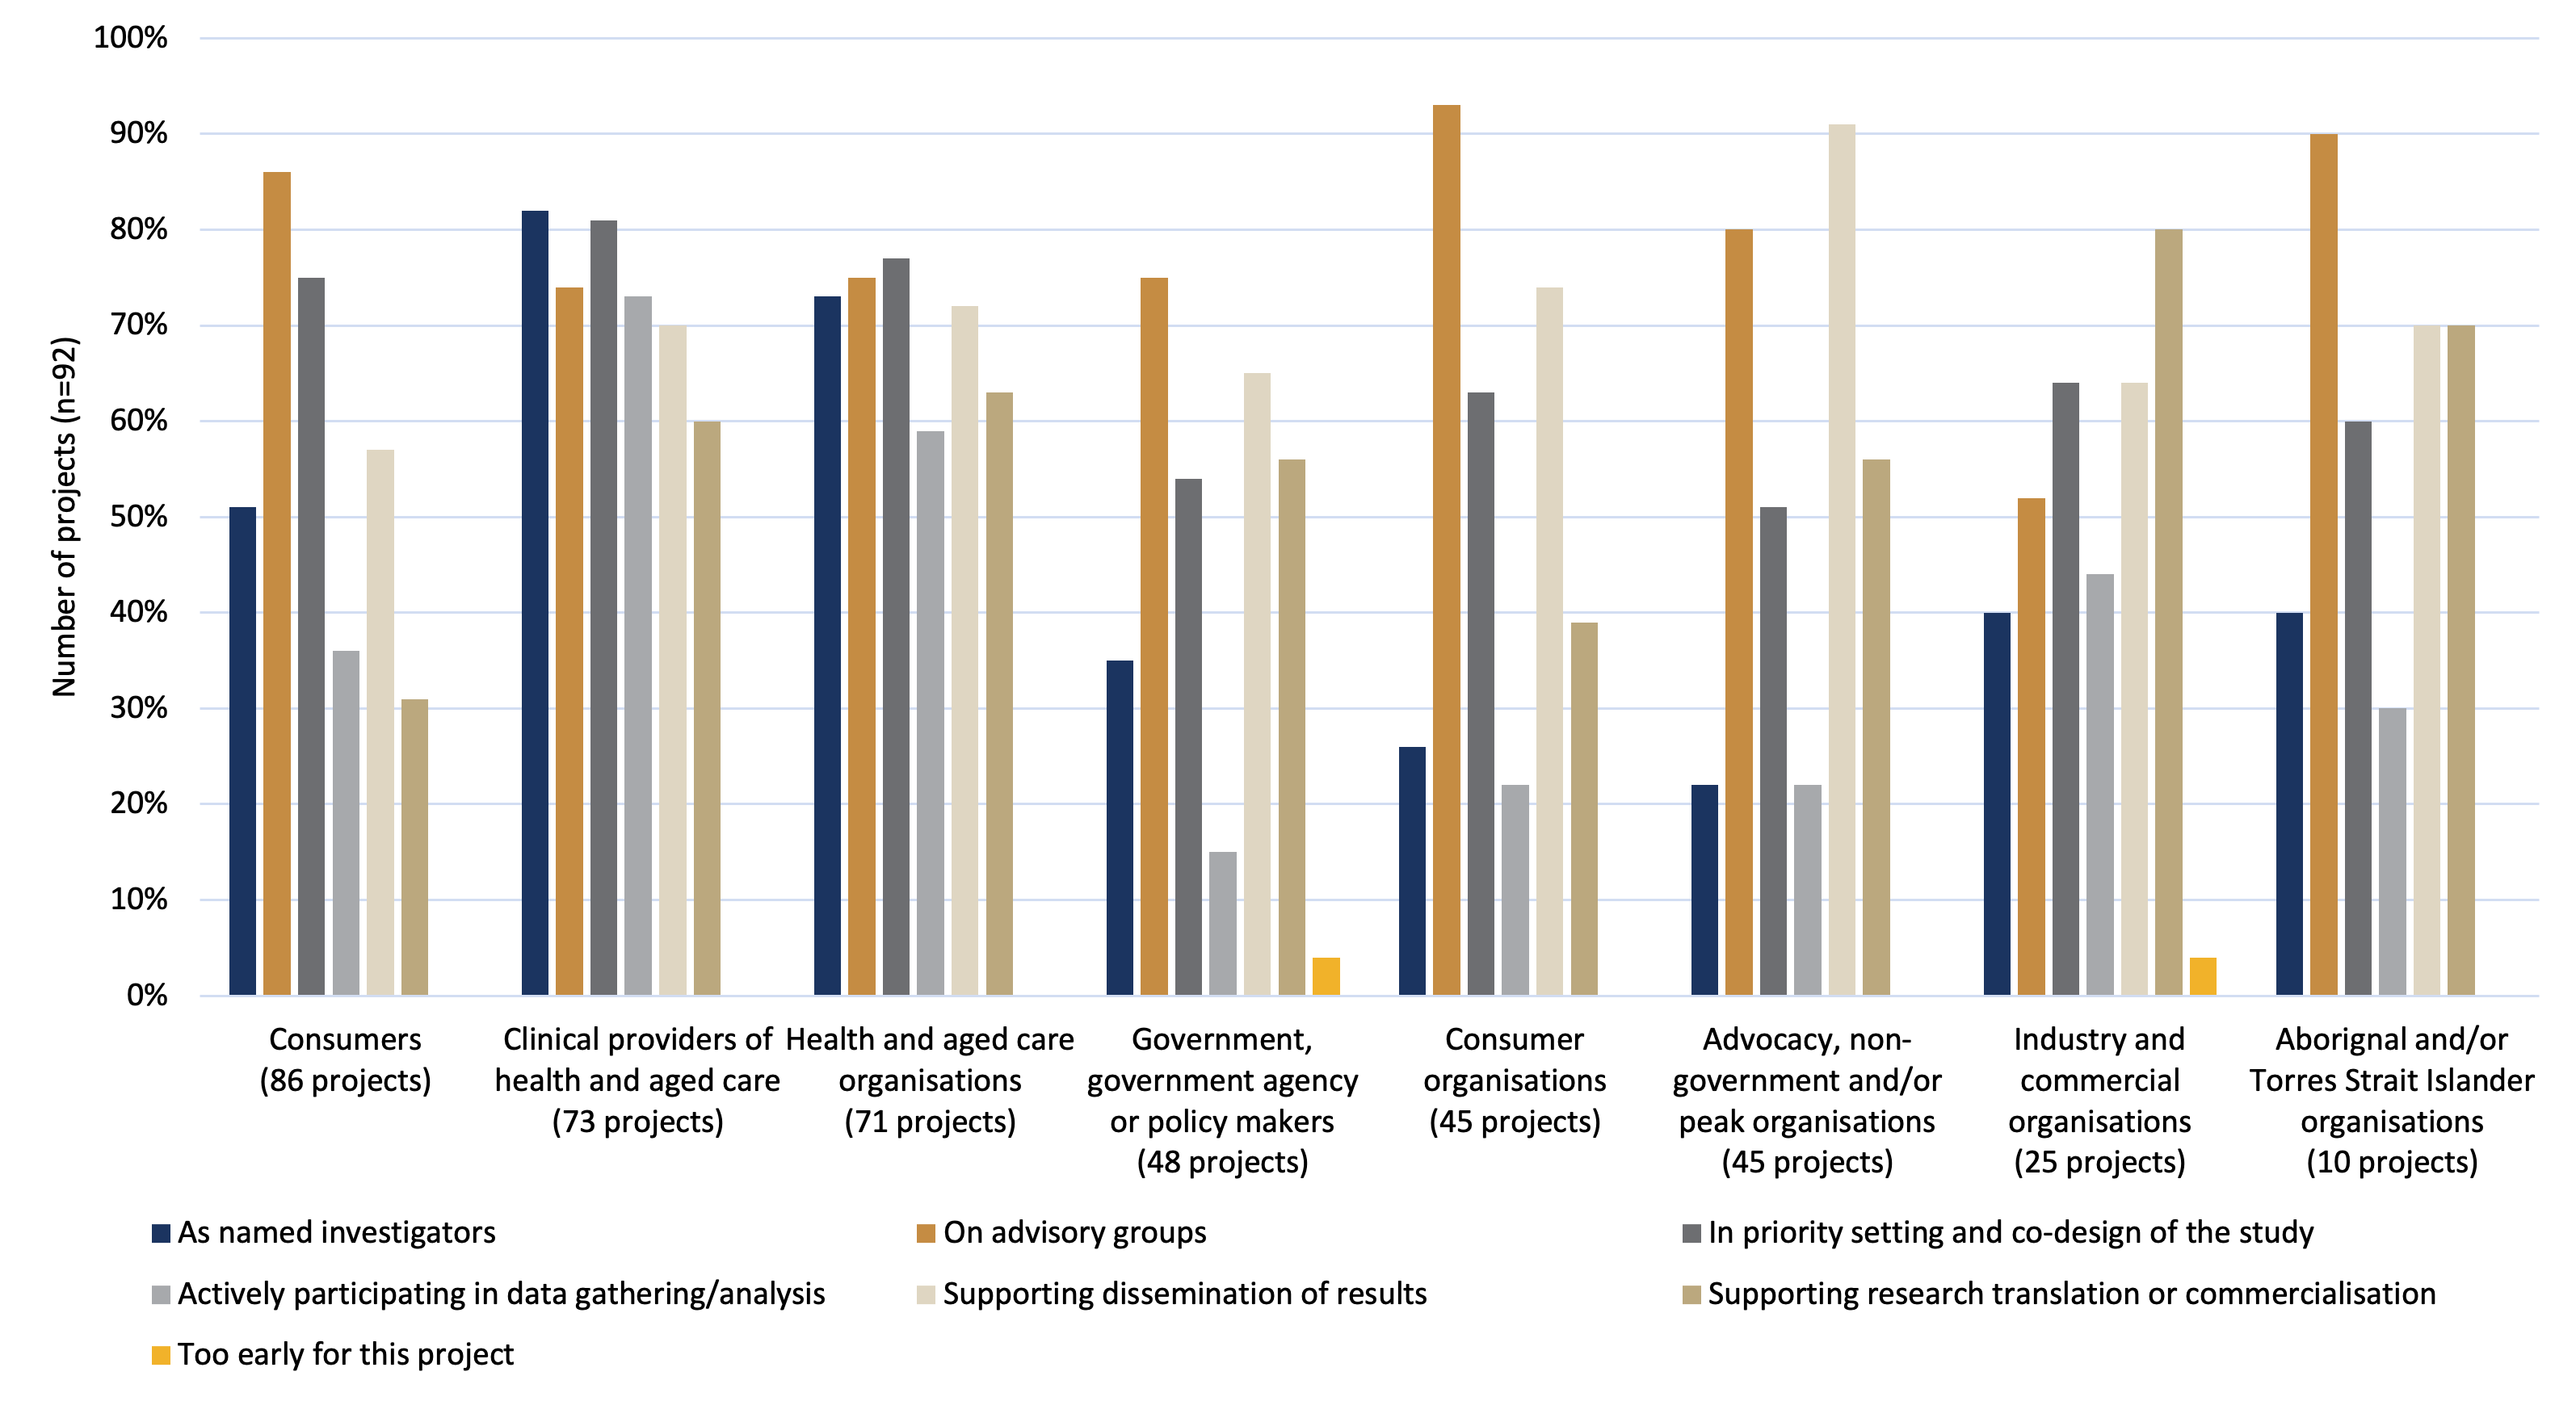 100%
90%
80%
70%
60%
50%
40%
30%
20%
10%
0%
Number of projects (n=92)
Consumers
(86 projects)
Clinical providers of
health and aged care
(73 projects)
Health and aged care
organisations
(71 projects)
Government,
government agency
or policy makers
(48 projects)
Consumer
organisations
(45 projects)
Advocacy, non-
government and/or
peak organisations
(45 projects)
Industry and
commercial
organisations
(25 projects)
Aborignal and/or
Torres Strait Islander
organisations
(10 projects)
As named investigators
On advisory groups
In priority setting and co-design of the study
Actively participating in data gathering/analysis
Supporting dissemination of results
Supporting research translation or commercialisation
Too early for this project